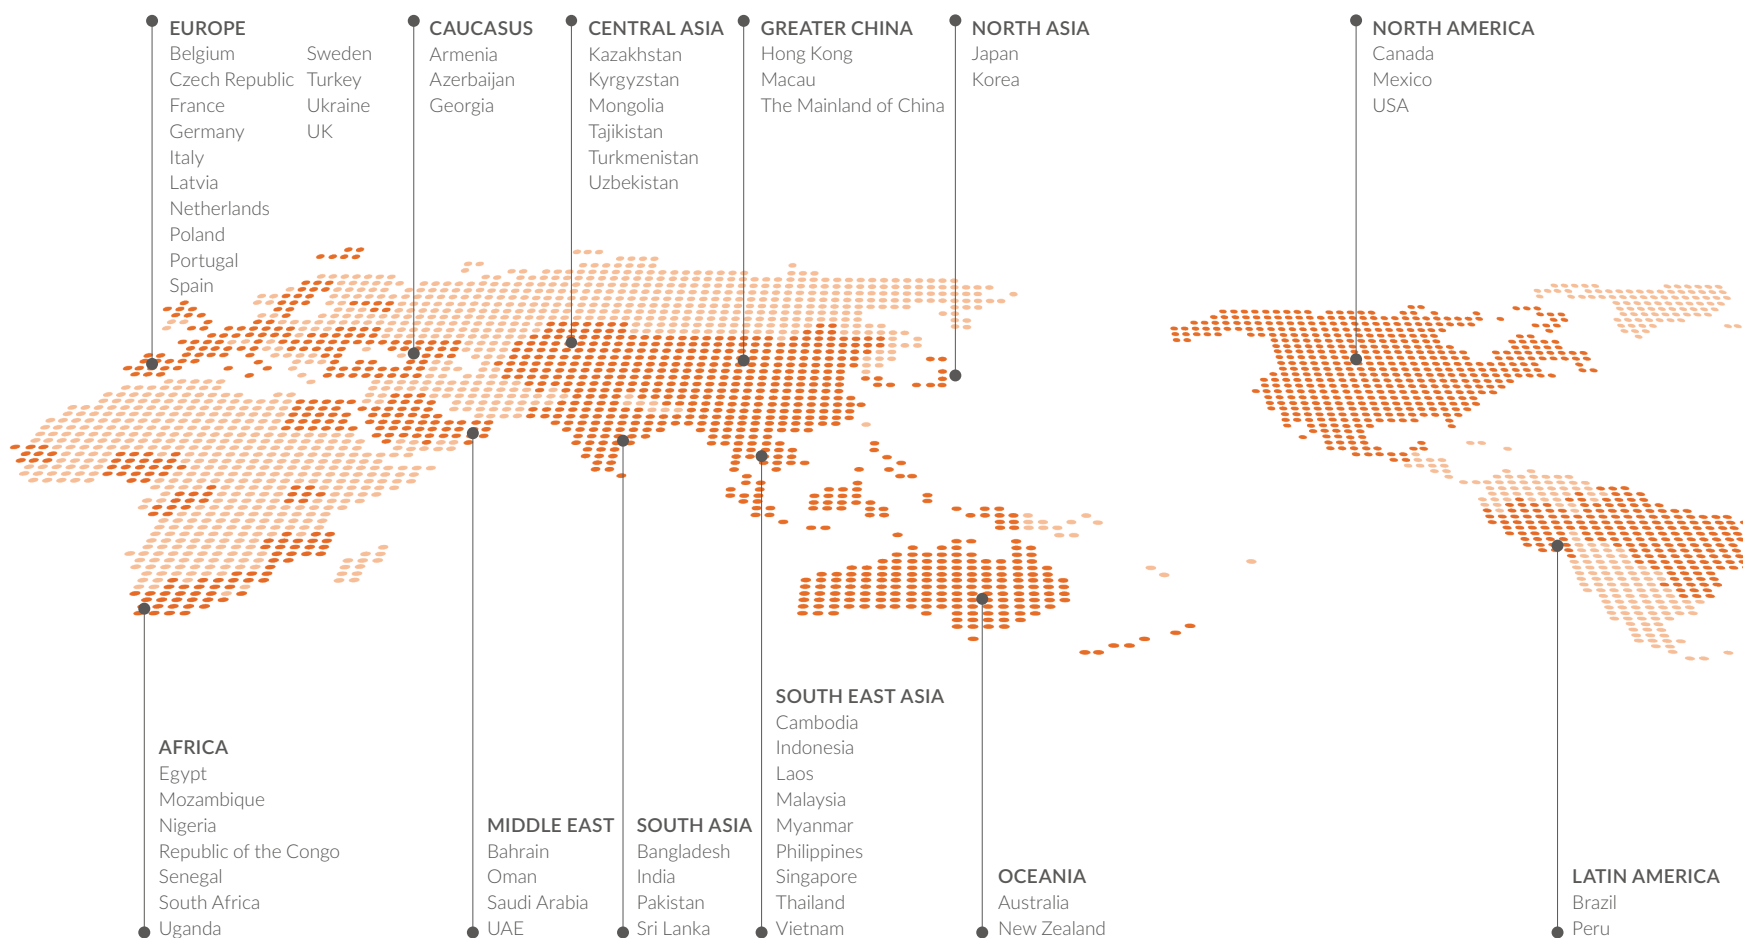 EUROPE
Belgium
Czech Republic
France
Germany
Italy
Latvia
Netherlands
Poland
Portugal
Spain
Sweden
Turkey
Ukraine
UK
CAUCASUS
Armenia
Azerbaijan
Georgia
CENTRAL ASIA
Kazakhstan
Kyrgyzstan
Mongolia
Tajikistan
Turkmenistan
Uzbekistan
GREATER CHINA
Hong Kong
Macau
The Mainland of China
NORTH ASIA
Japan
Korea
NORTH AMERICA
Canada
Mexico
USA
AFRICA
Egypt
Mozambique
Nigeria
Republic of the Congo
Senegal
South Africa
Uganda
MIDDLE EAST
Bahrain
Oman
Saudi Arabia
UAE
SOUTH ASIA
Bangladesh
India
Pakistan
Sri Lanka
SOUTH EAST ASIA
Cambodia
Indonesia
Laos
Malaysia
Myanmar
Philippines
Singapore
Thailand
Vietnam
OCEANIA
Australia
New Zealand
LATIN AMERICA
Brazil
Peru